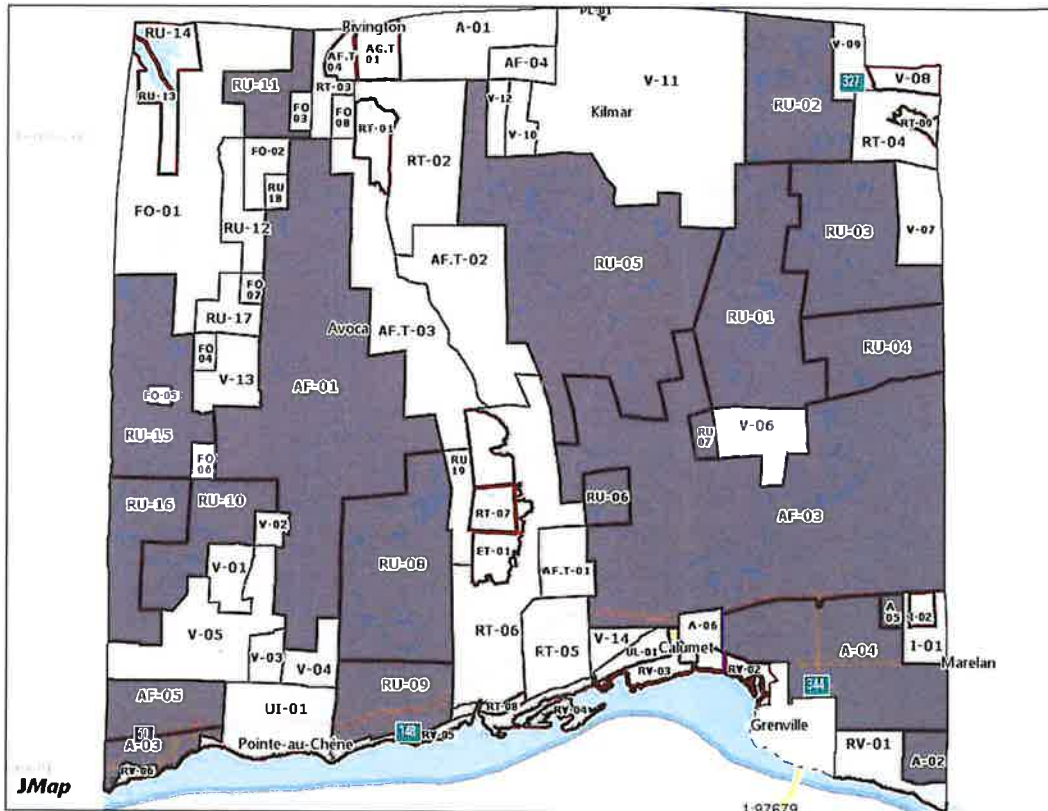 PL-01
Rivington
A-01
RU-14
AF.T
04
AG.T
01
V-09
AF-04
RU-11
RT-03
V-11
327
V-08
RU-13
FO
03
FO
08
V-12
RU-02
Kilmar
RT-01
V-10
RT-09
RT-04
FO-02
RT-02
RU
18
FO-01
RU-12
RU-03
V-07
AF.T-02
RU-05
FO
07
RU-17
RU-01
Avoca
AF.T-03
FO
04
RU-04
V-13
AF-01
FO-05
V-06
RU-15
RU
07
FO
06
RU
19
RU-16
RU-10
RU-06
RT-07
AF-03
V-02
ET-01
V-01
RU-08
AF.T-01
A
05
I-02
A-06
V-05
RT-06
V-14
UL-01
Calumet
A-04
I-01
V-03
V-04
RT-05
RV-03
RV-02
Marelan
AF-05
RU-09
344
UI-01
RT-08
RV-04
Grenville
50
148
A-03
Pointe-au-Chêne
RV-05
RV-01
A-02
RV-06
JMap
1:97679